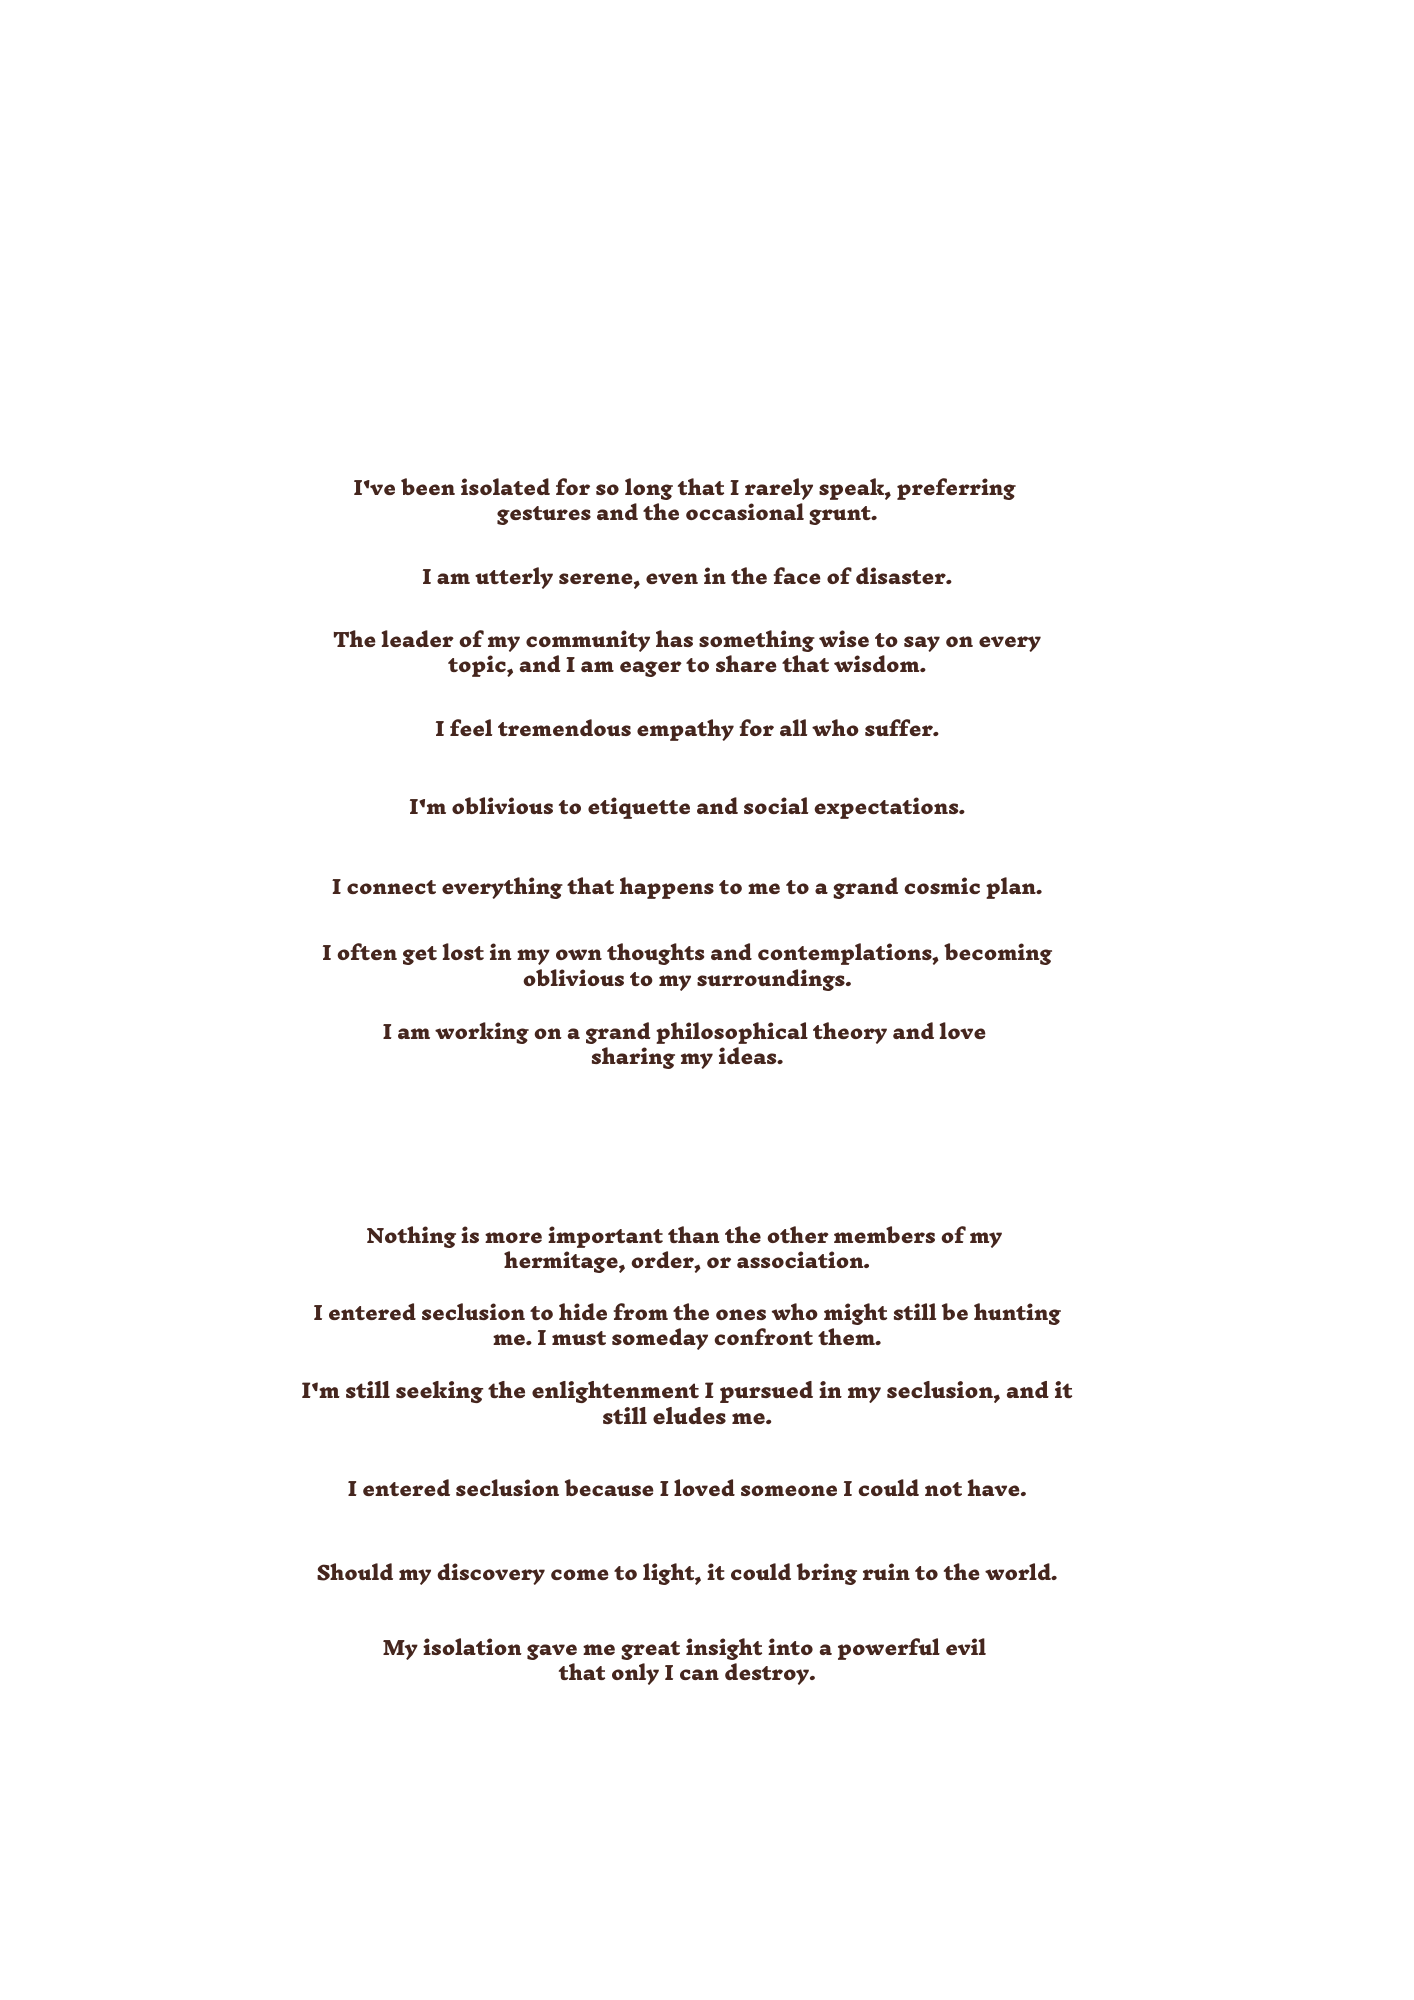 I've been isolated for so long that I rarely speak, preferring
gestures and the occasional grunt.
I am utterly serene, even in the face of disaster.
The leader of my community has something wise to say on every
topic, and I am eager to share that wisdom.
I feel tremendous empathy for all who suffer.
I'm oblivious to etiquette and social expectations.
I connect everything that happens to me to a grand cosmic plan.
I often get lost in my own thoughts and contemplations, becoming
oblivious to my surroundings.
I am working on a grand philosophical theory and love
sharing my ideas.
Nothing is more important than the other members of my
hermitage, order, or association.
I entered seclusion to hide from the ones who might still be hunting
me. I must someday confront them.
I'm still seeking the enlightenment I pursued in my seclusion, and it
still eludes me.
I entered seclusion because I loved someone I could not have.
Should my discovery come to light, it could bring ruin to the world.
My isolation gave me great insight into a powerful evil
that only I can destroy.